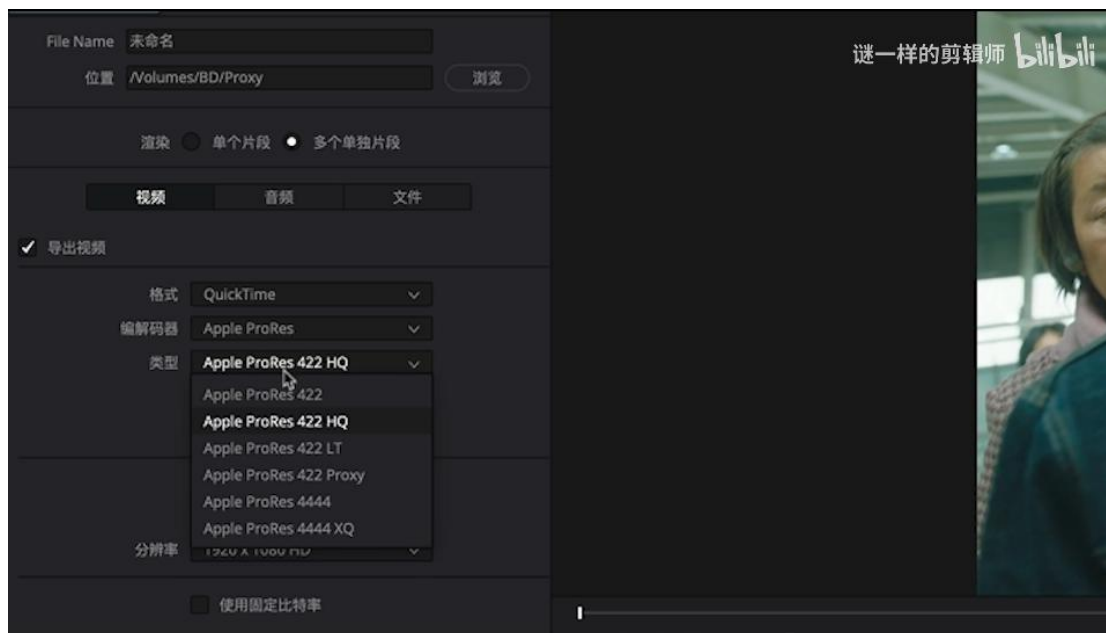 File Name 未命名
谜一样的剪辑师 bilibili
位置 /Volumes/BD/Proxy 浏览
渲染 单个片段 多个单独片段
视频 音频 文件
导出视频
格式 QuickTime
编解码器 Apple ProRes
类型 Apple ProRes 422 HQ
Apple ProRes 422
Apple ProRes 422 HQ
Apple ProRes 422 LT
Apple ProRes 422 Proxy
Apple ProRes 4444
Apple ProRes 4444 XQ
分辨率 1920 x 1080 HD
使用固定比特率